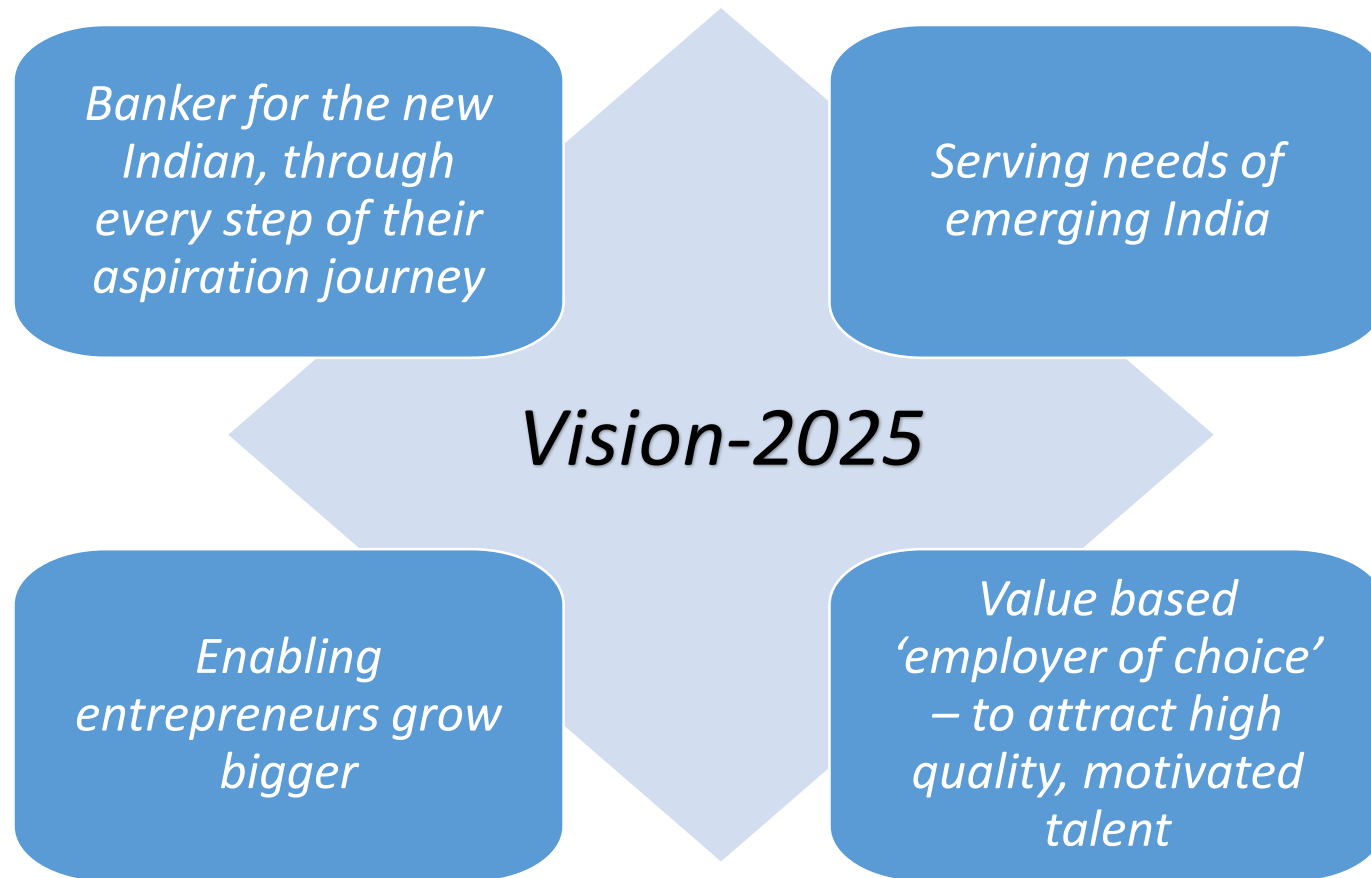 Banker for the new
Indian, through
every step of their
aspiration journey
Serving needs of
emerging India
Vision-2025
Enabling
entrepreneurs grow
bigger
Value based
‘employer of choice’
– to attract high
quality, motivated
talent